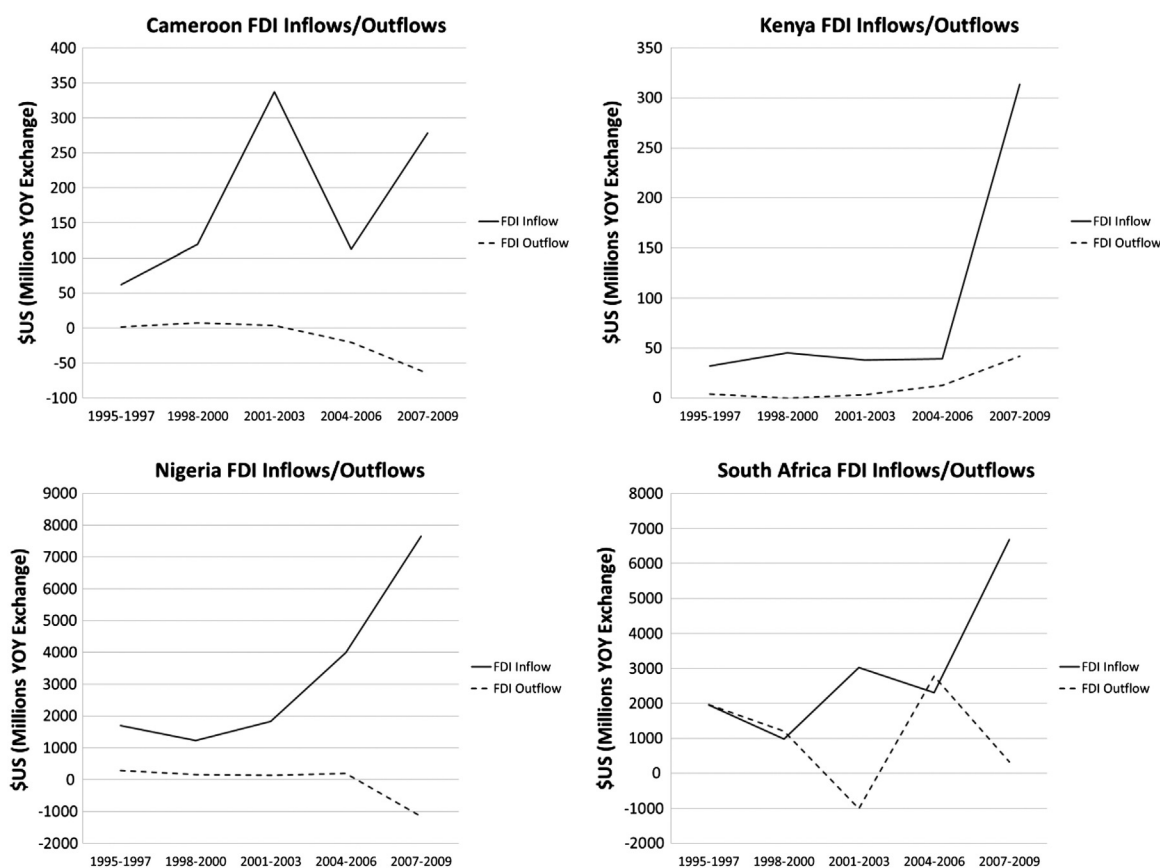 Cameroon FDI Inflows/Outflows
$US (Millions YOY Exchange)
400
350
300
250
200
150
100
50
0
-50
-100
1995-1997 1998-2000 2001-2003 2004-2006 2007-2009
FDI Inflow
FDI Outflow
Kenya FDI Inflows/Outflows
$US (Millions YOY Exchange)
350
300
250
200
150
100
50
0
1995-1997 1998-2000 2001-2003 2004-2006 2007-2009
FDI Inflow
FDI Outflow
Nigeria FDI Inflows/Outflows
$US (Millions YOY Exchange)
9000
8000
7000
6000
5000
4000
3000
2000
1000
0
-1000
-2000
1995-1997 1998-2000 2001-2003 2004-2006 2007-2009
FDI Inflow
FDI Outflow
South Africa FDI Inflows/Outflows
$US (Millions YOY Exchange)
8000
7000
6000
5000
4000
3000
2000
1000
0
-1000
-2000
1995-1997 1998-2000 2001-2003 2004-2006 2007-2009
FDI Inflow
FDI Outflow